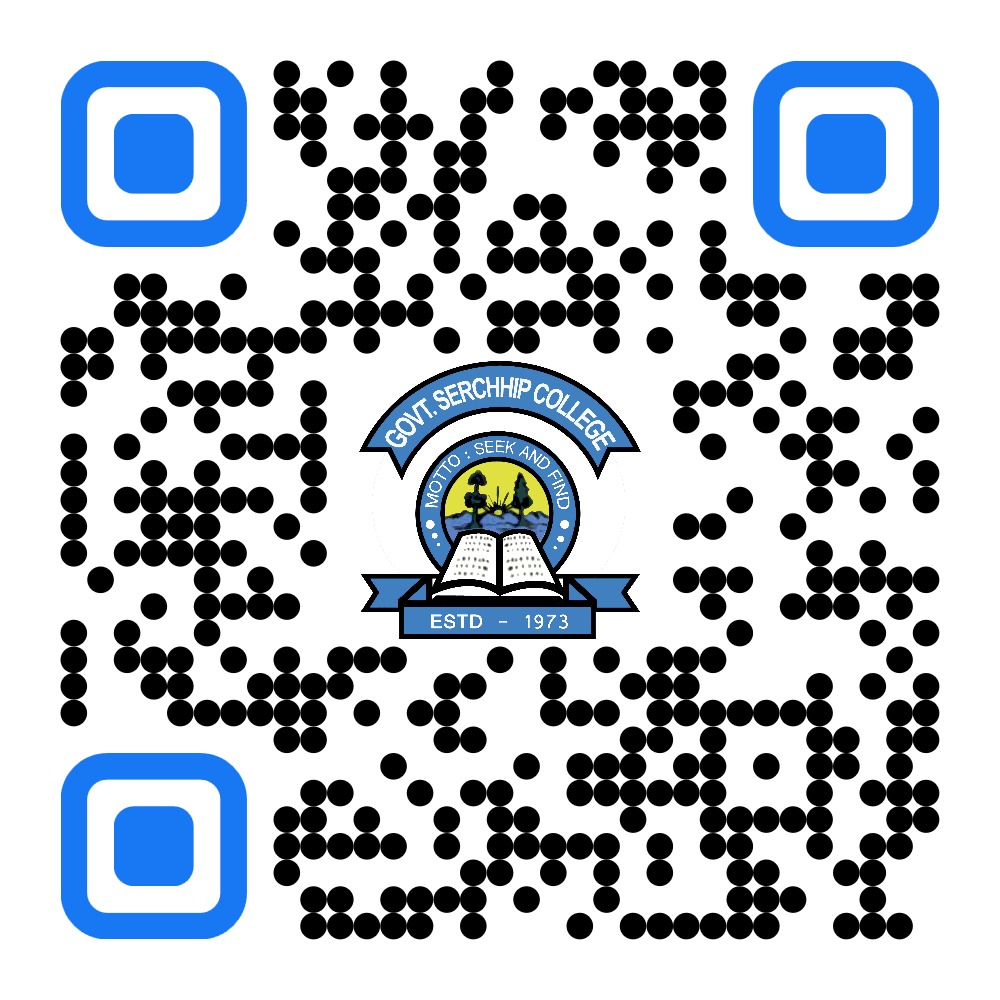 GOVT. SERCHHIP COLLEGE
MOTTO : SEEK AND FIND
ESTD - 1973